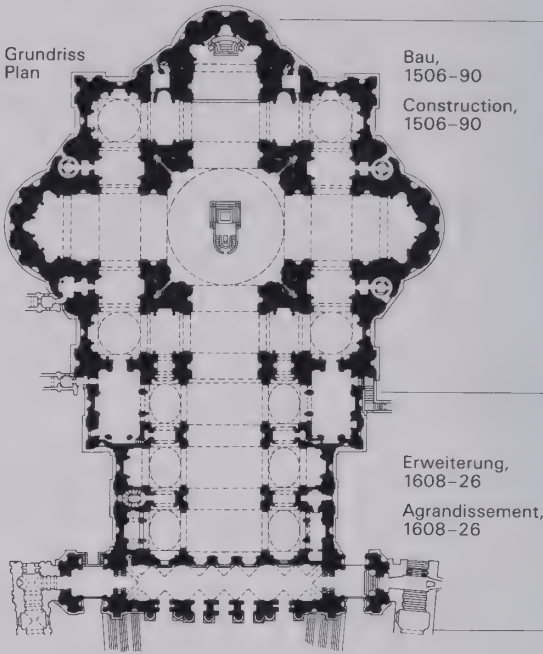 Grundriss
Plan
Bau,
1506–90
Construction,
1506–90
Erweiterung,
1608–26
Agrandissement,
1608–26